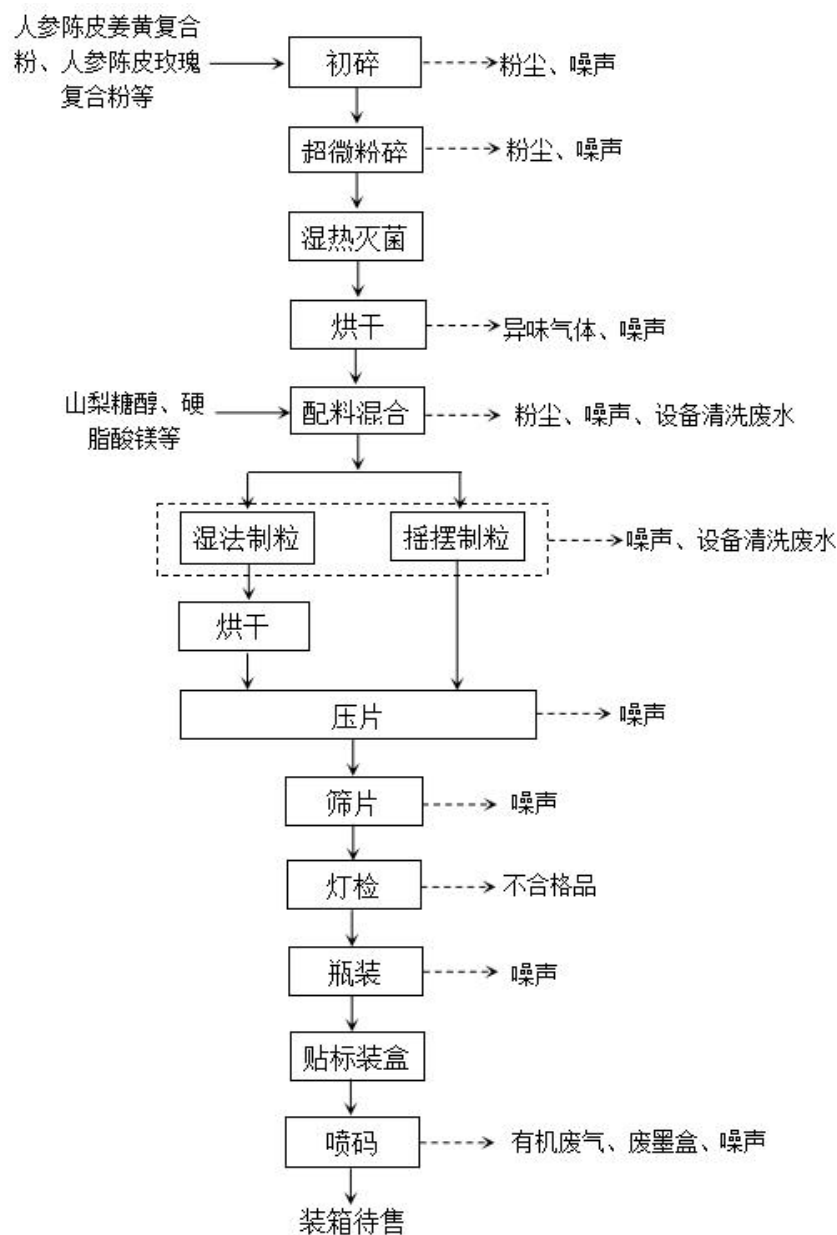 人参陈皮姜黄复合
粉、人参陈皮玫瑰
复合粉等
初碎
粉尘、噪声
超微粉碎
粉尘、噪声
湿热灭菌
烘干
异味气体、噪声
山梨糖醇、硬
脂酸镁等
配料混合
粉尘、噪声、设备清洗废水
湿法制粒
摇摆制粒
噪声、设备清洗废水
烘干
压片
噪声
筛片
噪声
灯检
不合格品
瓶装
噪声
贴标装盒
喷码
有机废气、废墨盒、噪声
装箱待售